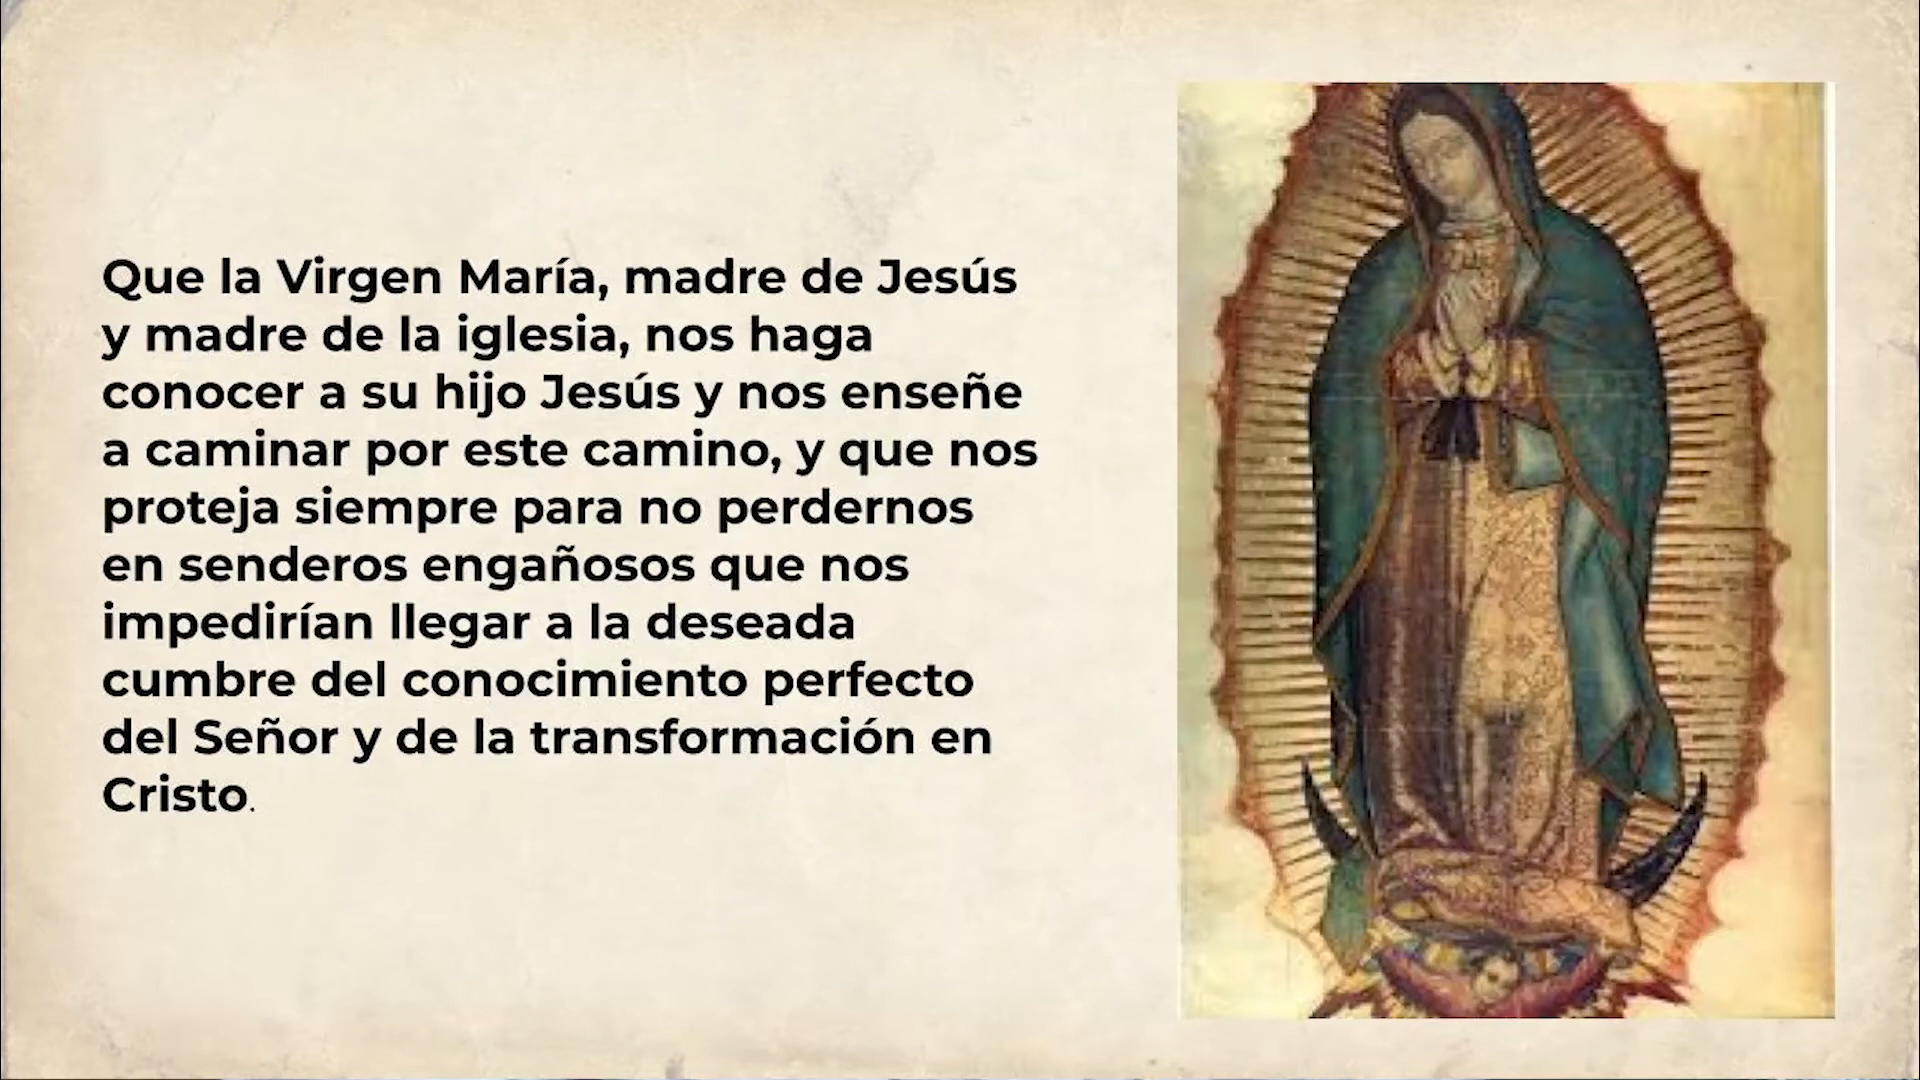 Que la Virgen María, madre de Jesús
y madre de la iglesia, nos haga
conocer a su hijo Jesús y nos enseñe
a caminar por este camino, y que nos
proteja siempre para no perdernos
en senderos engañosos que nos
impedirían llegar a la deseada
cumbre del conocimiento perfecto
del Señor y de la transformación en
Cristo.